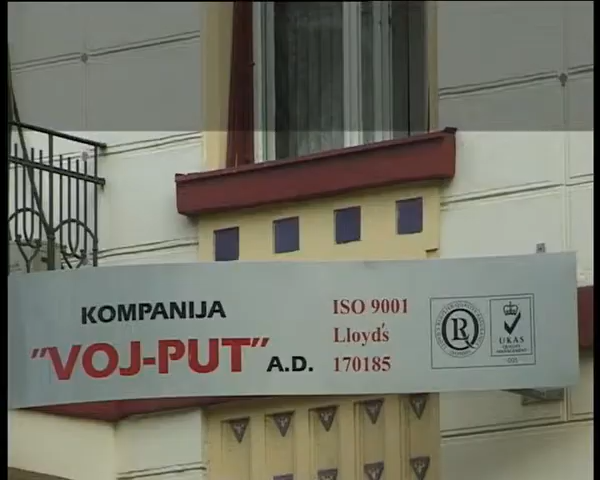 KOMPANIJA
"VOJ-PUT" A.D.
ISO 9001
Lloyd's
170185
UKAS